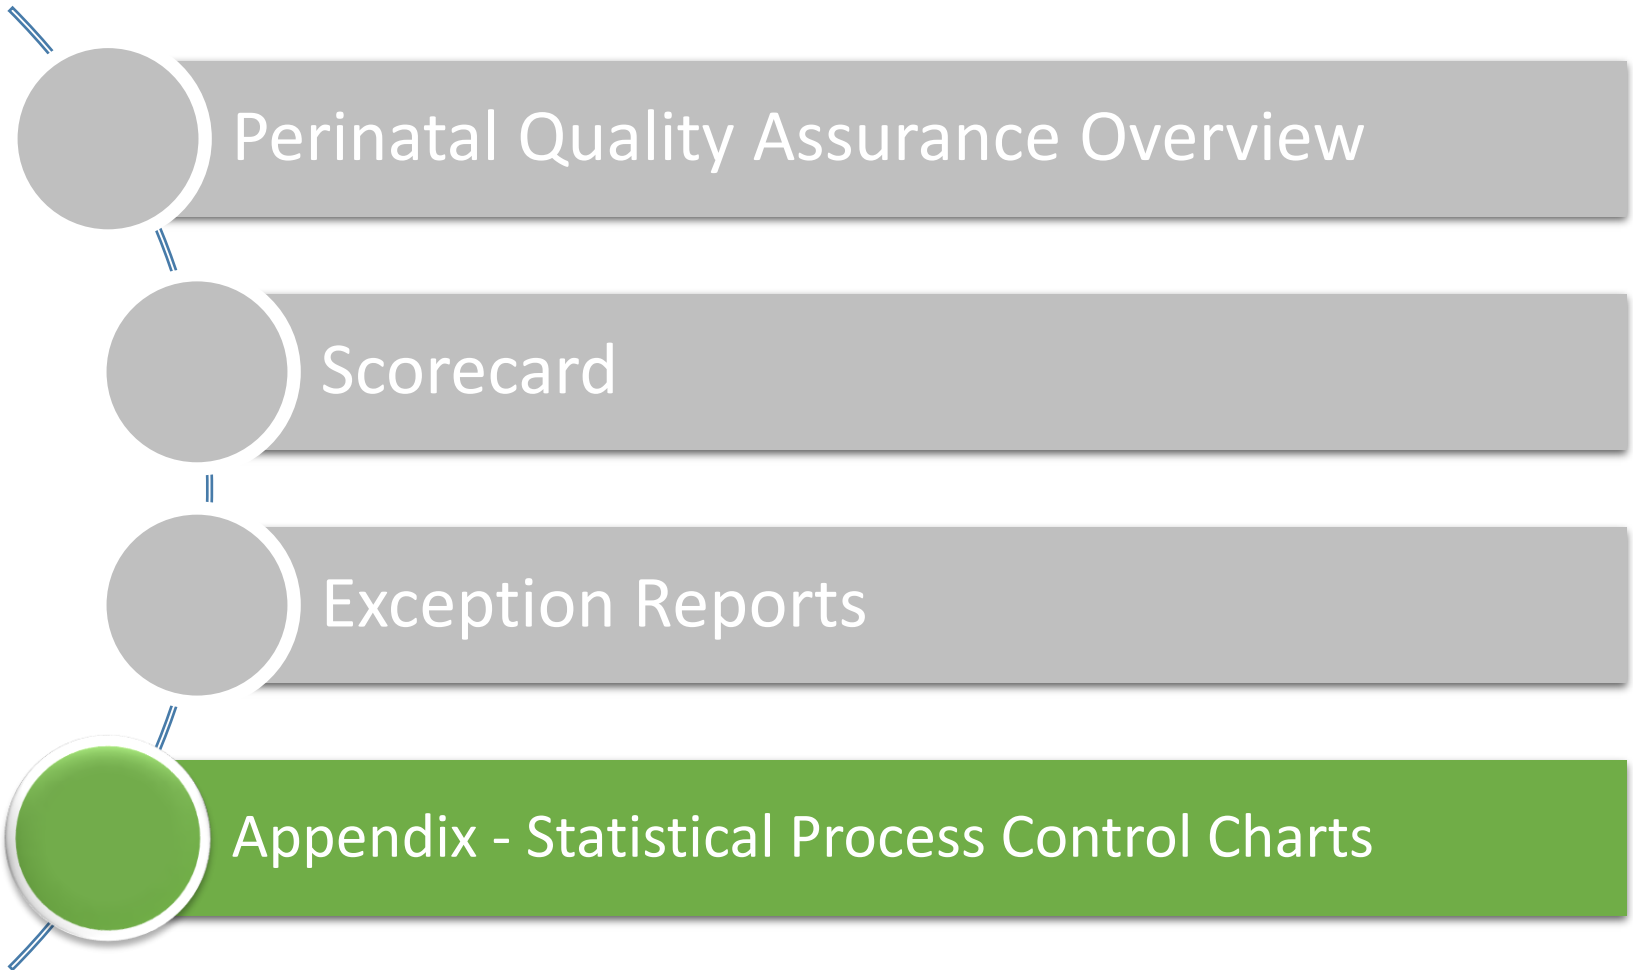 Perinatal Quality Assurance Overview
Scorecard
Exception Reports
Appendix - Statistical Process Control Charts